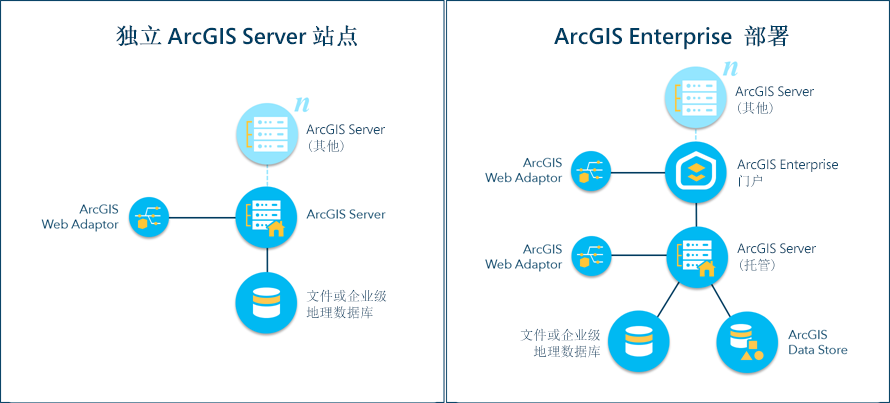 独立 ArcGIS Server 站点
n
ArcGIS Server
（其他）
ArcGIS
Web Adaptor
ArcGIS Server
文件或企业级
地理数据库
ArcGIS Enterprise 部署
n
ArcGIS Server
（其他）
ArcGIS
Web Adaptor
ArcGIS Enterprise
门户
ArcGIS
Web Adaptor
ArcGIS Server
（托管）
文件或企业级
地理数据库
ArcGIS
Data Store